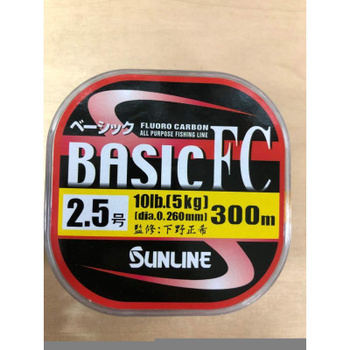 ベーシック
FLUORO CARBON
ALL PURPOSE FISHING LINE
BASIC FC
2.5号
10lb.(5kg)
(dia.0.260mm)
300m
監修:下野正希
SUNLINE